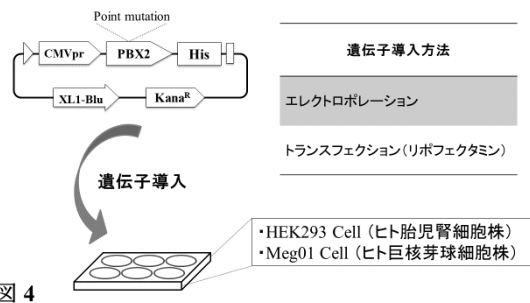 Point mutation
CMVpr PBX2 His
XL1-Blu Kanaᴿ
遺伝子導入方法
エレクトロポレーション
トランスフェクション(リポフェクタミン)
遺伝子導入
・HEK293 Cell (ヒト胎児腎細胞株)
・Meg01 Cell (ヒト巨核芽球細胞株)
図 4